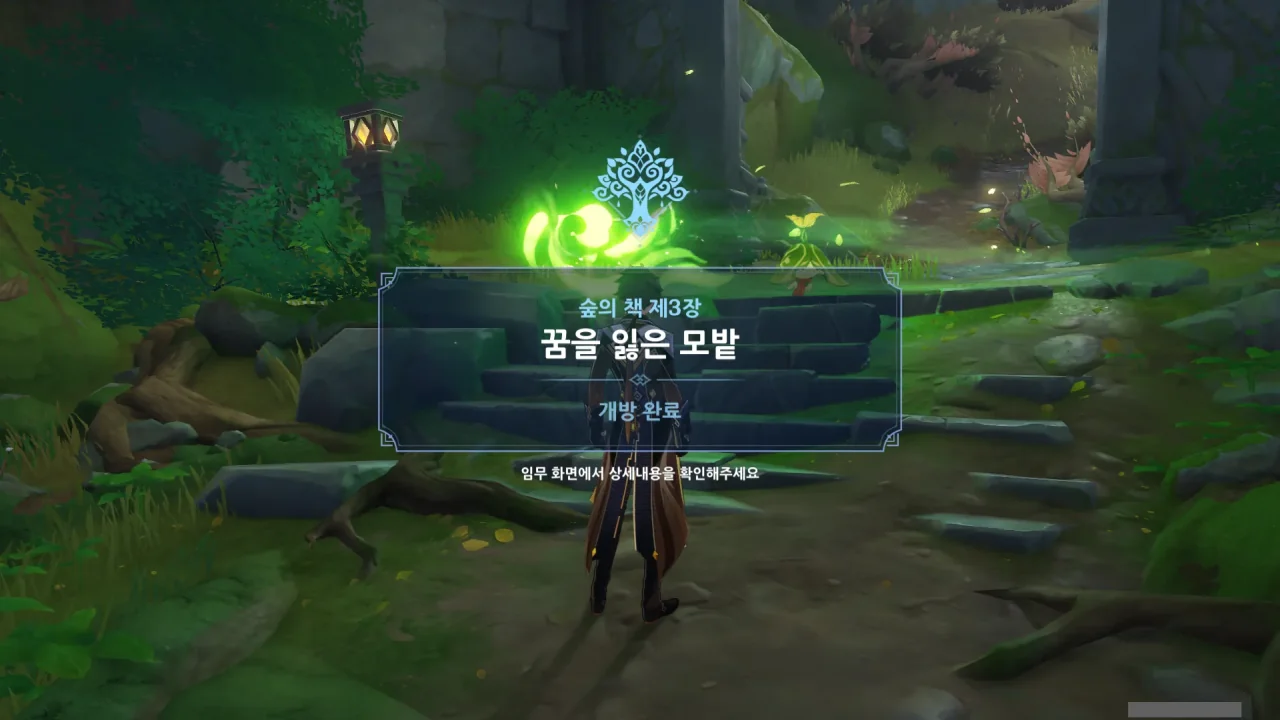 숲의 책 제3장
꿈을 잃은 모밭
개방 완료
임무 화면에서 상세내용을 확인해주세요